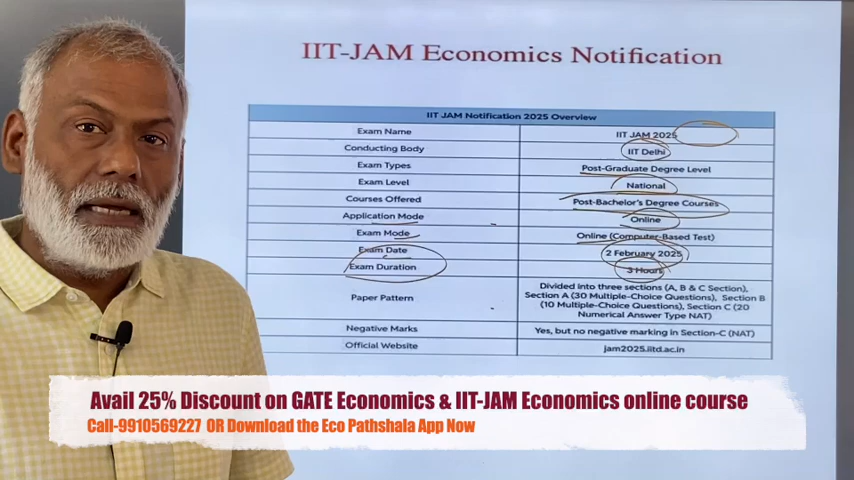 IIT-JAM Economics Notification
IIT JAM Notification 2025 Overview
Exam Name IIT JAM 2025
Conducting Body IIT Delhi
Exam Types Post-Graduate Degree Level
Exam Level National
Courses Offered Post-Bachelor's Degree Courses
Application Mode Online
Exam Mode Online (Computer-Based Test)
Exam Date 2 February 2025
Exam Duration 3 Hours
Paper Pattern Divided into three sections (A, B & C Section),
Section A (30 Multiple-Choice Questions), Section B
(10 Multiple-Choice Questions), Section C (20
Numerical Answer Type NAT)
Negative Marks Yes, but no negative marking in Section-C (NAT)
Official Website jam2025.iitd.ac.in
Avail 25% Discount on GATE Economics & IIT-JAM Economics online course
Call-9910569227 OR Download the Eco Pathshala App Now